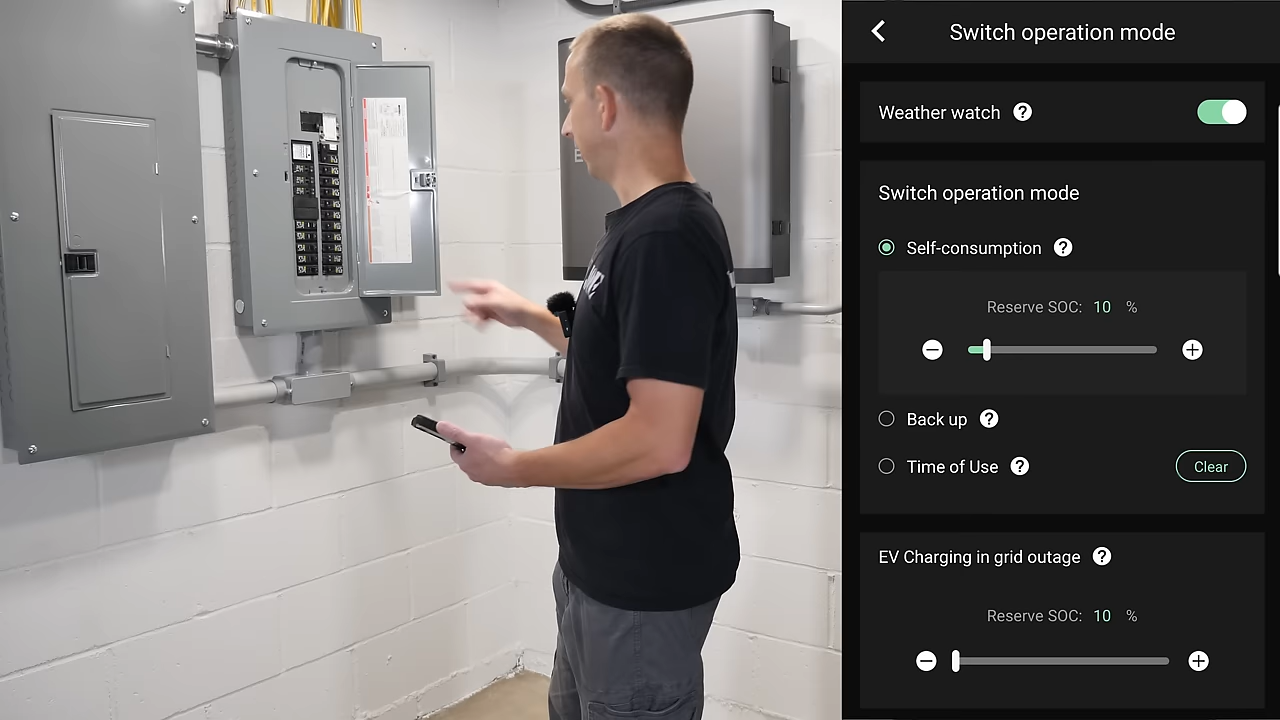 Switch operation mode
Weather watch ?
Switch operation mode
Self-consumption ?
Reserve SOC: 10 %
Back up ?
Time of Use ?
Clear
EV Charging in grid outage ?
Reserve SOC: 10 %